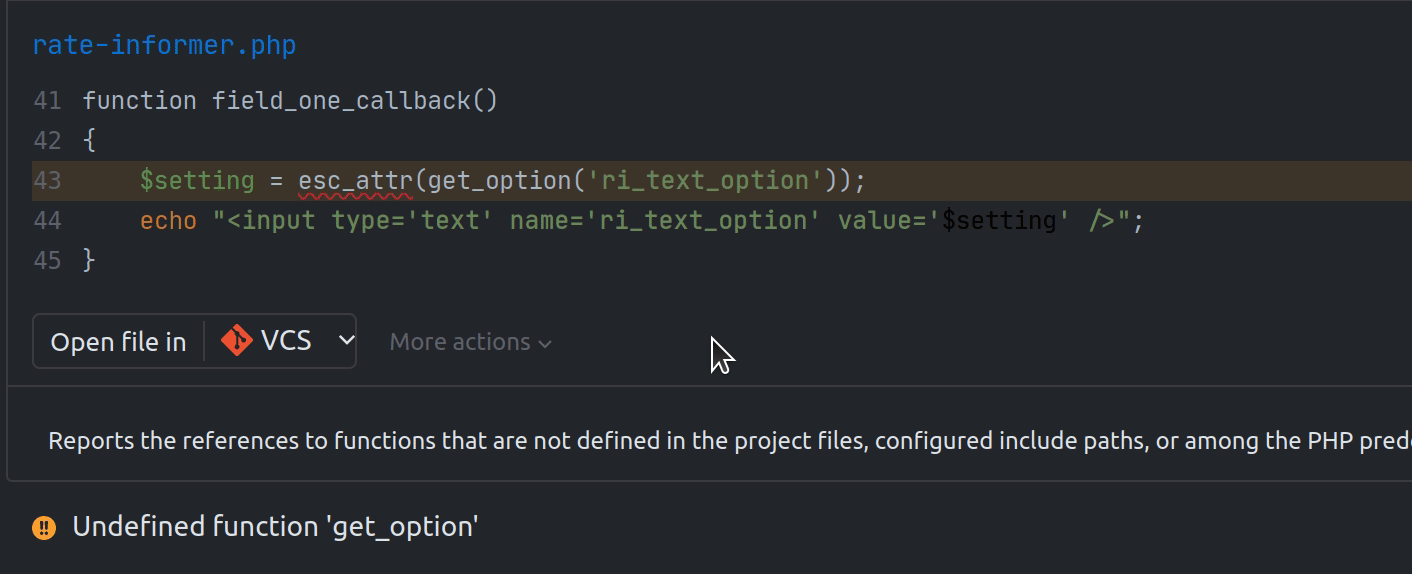 rate-informer.php
41 function field_one_callback()
42 {
43 $setting = esc_attr(get_option('ri_text_option'));
44 echo "<input type='text' name='ri_text_option' value='$setting' />";
45 }
Open file in VCS More actions
Reports the references to functions that are not defined in the project files, configured include paths, or among the PHP pred
Undefined function 'get_option'